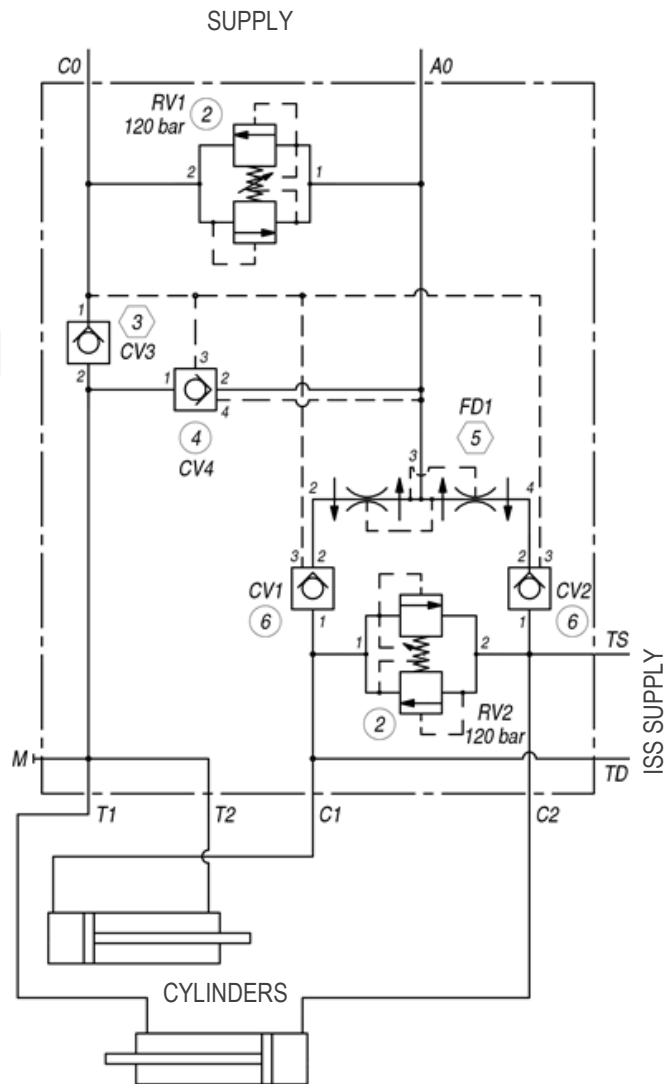 SUPPLY
C0
A0
RV1
120 bar
2
2
1
1
3
CV3
2
3
1
2
4
4
CV4
FD1
5
3
2
4
3
2
CV1
6
1
2
3
CV2
6
1
1
2
2
RV2
120 bar
TS
ISS SUPPLY
TD
M
T1
T2
C1
C2
CYLINDERS